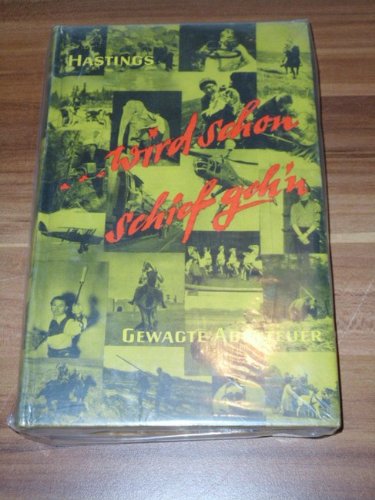 HASTINGS
...wird schon
schief geh'n
GEWAGTE ABENTEUER